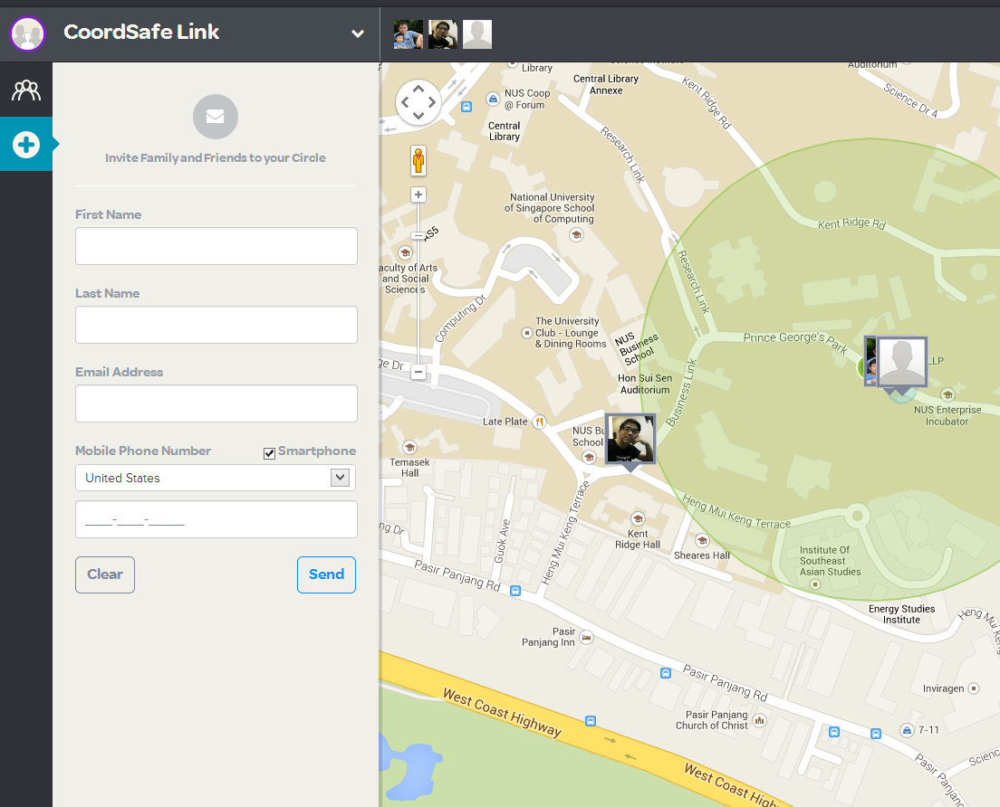 CoordSafe Link
Invite Family and Friends to your Circle
First Name
Last Name
Email Address
Mobile Phone Number
Smartphone
United States
___-___-____
Clear
Send
Library
Central Library
Annexe
Auditorium
Science Dr 4
NUS Coop
@ Forum
Central
Library
Kent Ridge Rd
Research Link
National University
of Singapore School
of Computing
AS5
Kent Ridge Rd
aculty of Arts
and Social
Sciences
Research Link
Computing Dr
The University
Club - Lounge
& Dining Rooms
NUS
Business
School
Prince George's Park
LLP
ge Dr
Hon Sui Sen
Auditorium
Business Link
NUS Enterprise
Incubator
Late Plate
NUS Bu
School
Temasek
Hall
Heng Mui Keng Terrace
Kent
Ridge Hall
Sheares Hall
ng Dr
Guok Ave
Heng Mui Keng Terrace
Institute Of
Southeast
Asian Studies
Pasir Panjang Rd
Energy Studies
Institute
Heng Mui
Keng
Pasir
Panjang Inn
Pasir Panjang Rd
Inviragen
West Coast Highway
Pasir Panjang
Church of Christ
7-11
Pasir Panjang
Science
West Coast High